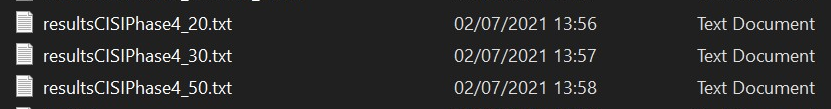 resultsCISIPhase4_20.txt 02/07/2021 13:56 Text Document
resultsCISIPhase4_30.txt 02/07/2021 13:57 Text Document
resultsCISIPhase4_50.txt 02/07/2021 13:58 Text Document